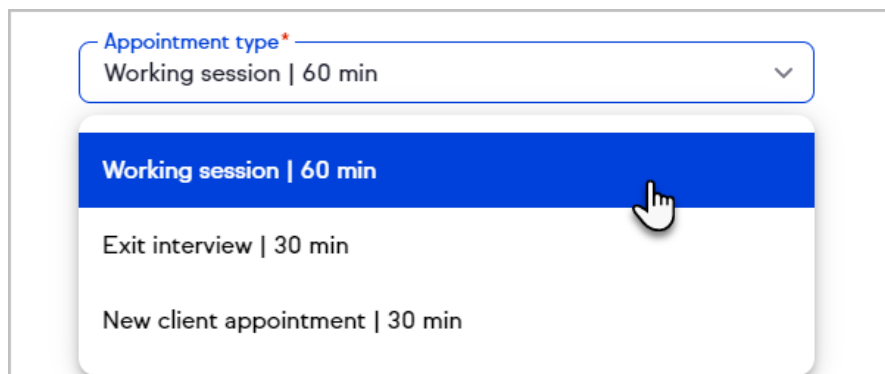 Appointment type*
Working session | 60 min
Working session | 60 min
Exit interview | 30 min
New client appointment | 30 min